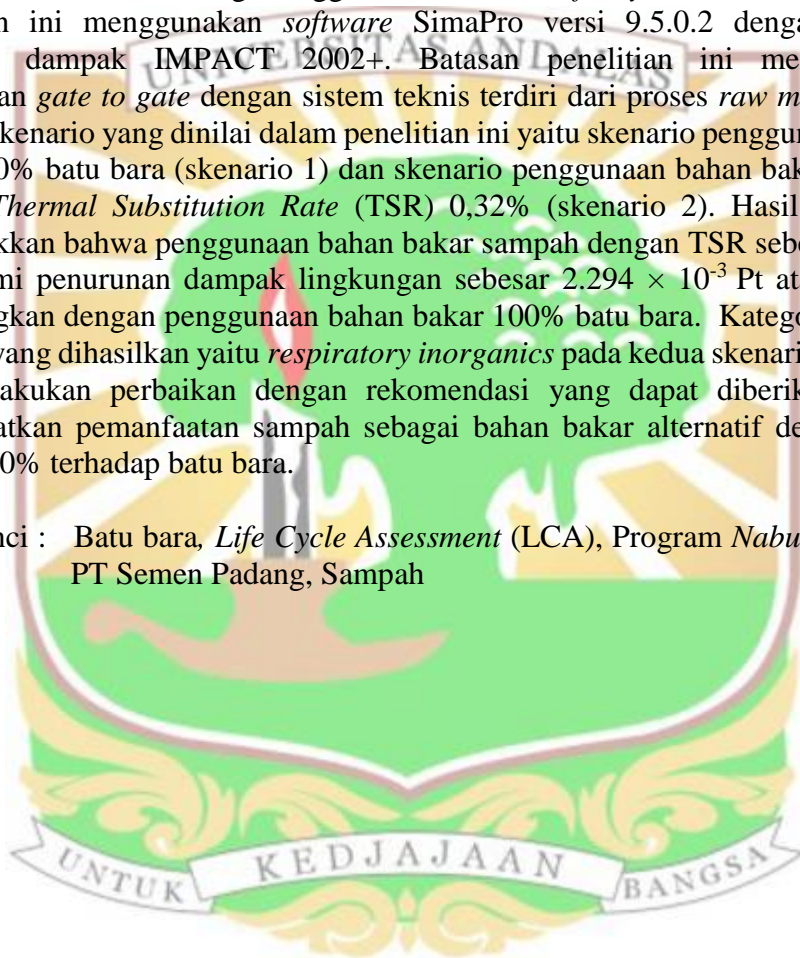 n ini menggunakan software SimaPro versi 9.5.0.2 denga
dampak IMPACT 2002+. Batasan penelitian ini me
an gate to gate dengan sistem teknis terdiri dari proses raw m
kenario yang dinilai dalam penelitian ini yaitu skenario penggun
0% batu bara (skenario 1) dan skenario penggunaan bahan bak
Thermal Substitution Rate (TSR) 0,32% (skenario 2). Hasil
kkan bahwa penggunaan bahan bakar sampah dengan TSR sebe
mi penurunan dampak lingkungan sebesar 2.294 × 10⁻³ Pt at
gkan dengan penggunaan bahan bakar 100% batu bara. Katego
yang dihasilkan yaitu respiratory inorganics pada kedua skenari
akukan perbaikan dengan rekomendasi yang dapat diberik
atkan pemanfaatan sampah sebagai bahan bakar alternatif de
0% terhadap batu bara.
nci : Batu bara, Life Cycle Assessment (LCA), Program Nabu
PT Semen Padang, Sampah
UNIVERSITAS ANDALAS
UNTUK KEDJAJAAN BANGSA